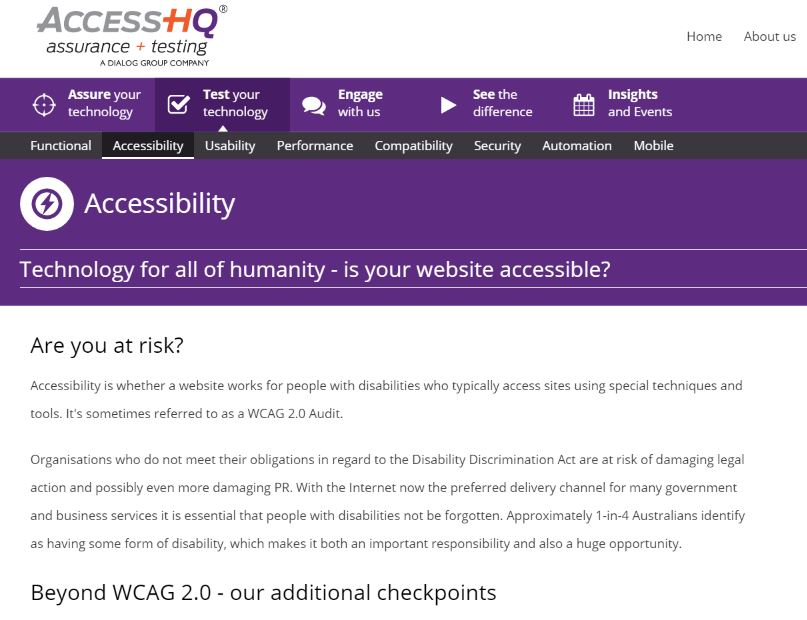 ACCESSHQ®
assurance + testing
A DIALOG GROUP COMPANY
Home About us
Assure your technology
Test your technology
Engage with us
See the difference
Insights and Events
Functional Accessibility Usability Performance Compatibility Security Automation Mobile
Accessibility
Technology for all of humanity - is your website accessible?
Are you at risk?
Accessibility is whether a website works for people with disabilities who typically access sites using special techniques and
tools. It's sometimes referred to as a WCAG 2.0 Audit.
Organisations who do not meet their obligations in regard to the Disability Discrimination Act are at risk of damaging legal
action and possibly even more damaging PR. With the Internet now the preferred delivery channel for many government
and business services it is essential that people with disabilities not be forgotten. Approximately 1-in-4 Australians identify
as having some form of disability, which makes it both an important responsibility and also a huge opportunity.
Beyond WCAG 2.0 - our additional checkpoints